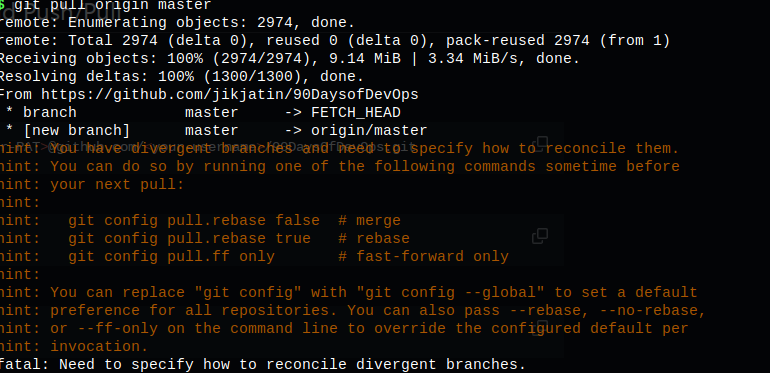 $ git pull origin master
d Push/Pull
remote: Enumerating objects: 2974, done.
remote: Total 2974 (delta 0), reused 0 (delta 0), pack-reused 2974 (from 1)
Receiving objects: 100% (2974/2974), 9.14 MiB | 3.34 MiB/s, done.
Resolving deltas: 100% (1300/1300), done.
From https://github.com/jikjatin/90DaysofDevOps
 * branch            master     -> FETCH_HEAD
 * [new branch]      master     -> origin/master
hint: You have divergent branches and need to specify how to reconcile them.
hint: You can do so by running one of the following commands sometime before
hint: your next pull:
hint:
hint:   git config pull.rebase false  # merge
hint:   git config pull.rebase true   # rebase
hint:   git config pull.ff only       # fast-forward only
hint:
hint: You can replace "git config" with "git config --global" to set a default
hint: preference for all repositories. You can also pass --rebase, --no-rebase,
hint: or --ff-only on the command line to override the configured default per
hint: invocation.
fatal: Need to specify how to reconcile divergent branches.